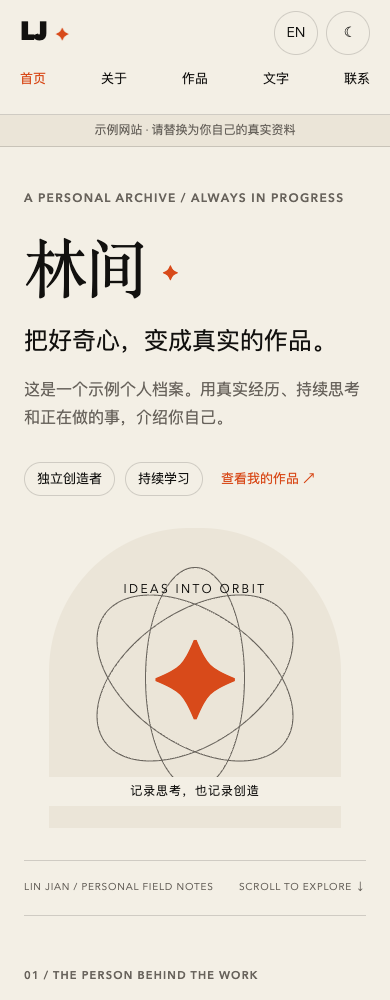 LJ
EN
首页 关于 作品 文字 联系
示例网站 · 请替换为你自己的真实资料
A PERSONAL ARCHIVE / ALWAYS IN PROGRESS
林间
把好奇心，变成真实的作品。
这是一个示例个人档案。用真实经历、持续思考
和正在做的事，介绍你自己。
独立创造者 持续学习 查看我的作品 ↗
IDEAS INTO ORBIT
记录思考，也记录创造
LIN JIAN / PERSONAL FIELD NOTES SCROLL TO EXPLORE ↓
01 / THE PERSON BEHIND THE WORK